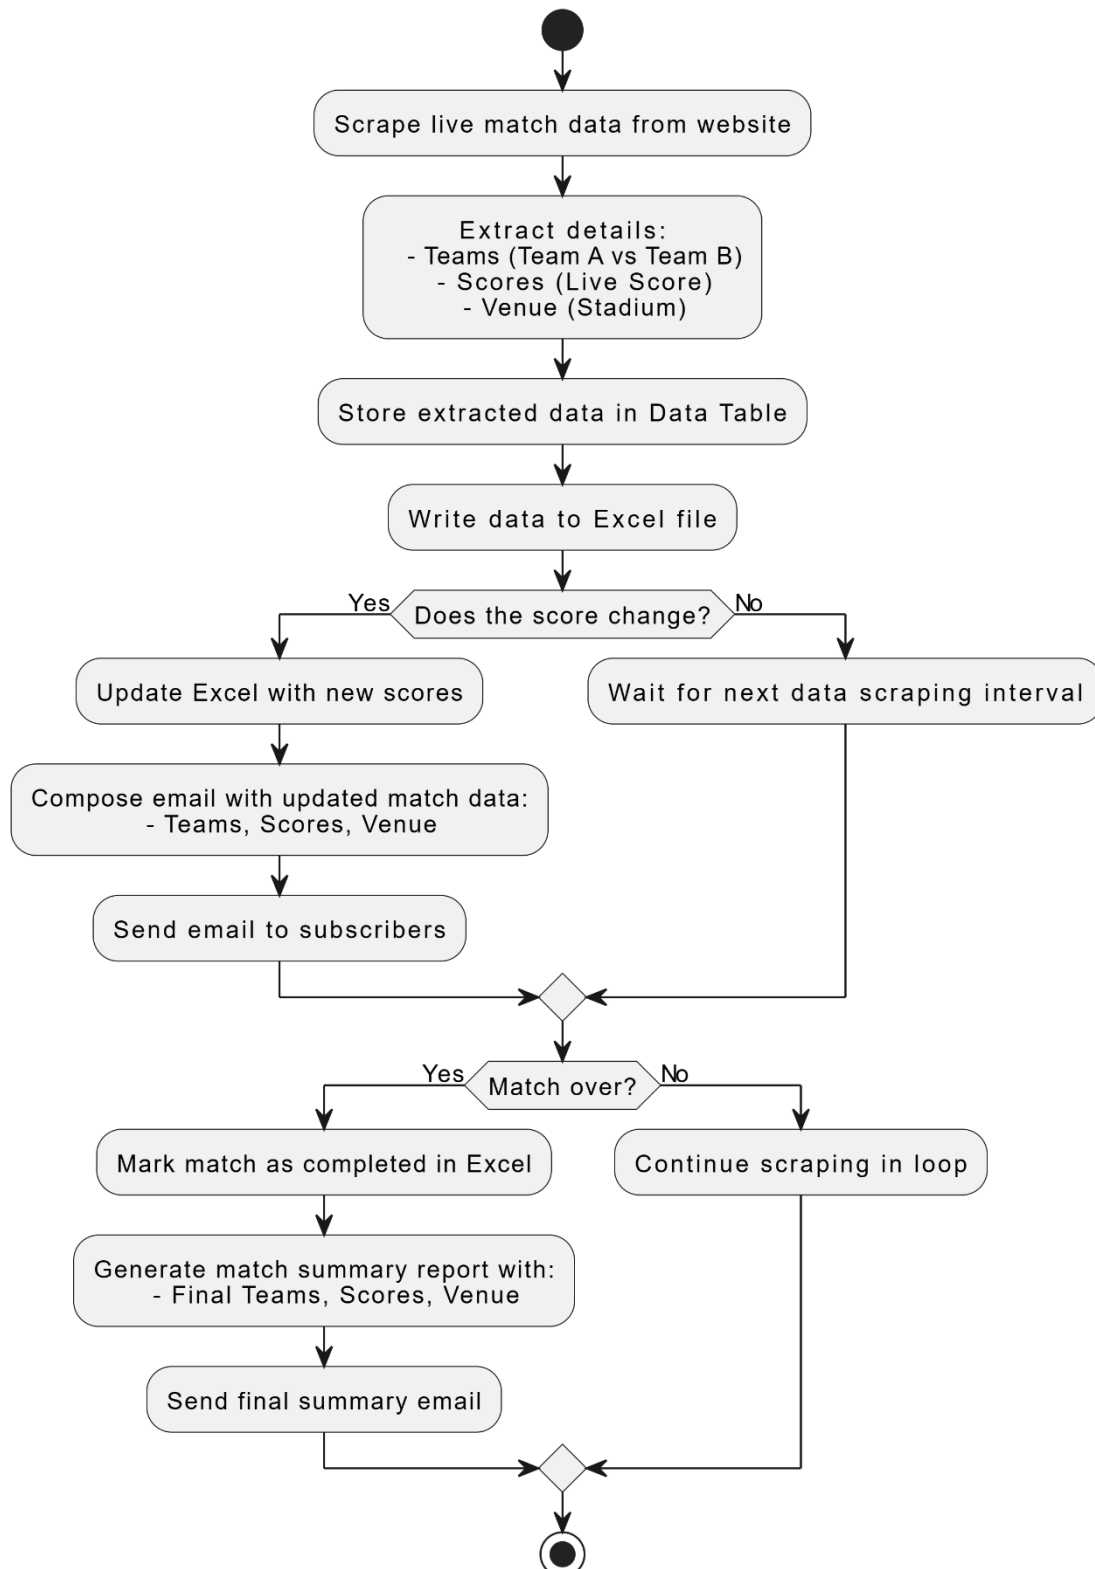 Scrape live match data from website
Extract details:
- Teams (Team A vs Team B)
- Scores (Live Score)
- Venue (Stadium)
Store extracted data in Data Table
Write data to Excel file
Does the score change?
Yes
No
Update Excel with new scores
Wait for next data scraping interval
Compose email with updated match data:
- Teams, Scores, Venue
Send email to subscribers
Match over?
Yes
No
Mark match as completed in Excel
Continue scraping in loop
Generate match summary report with:
- Final Teams, Scores, Venue
Send final summary email